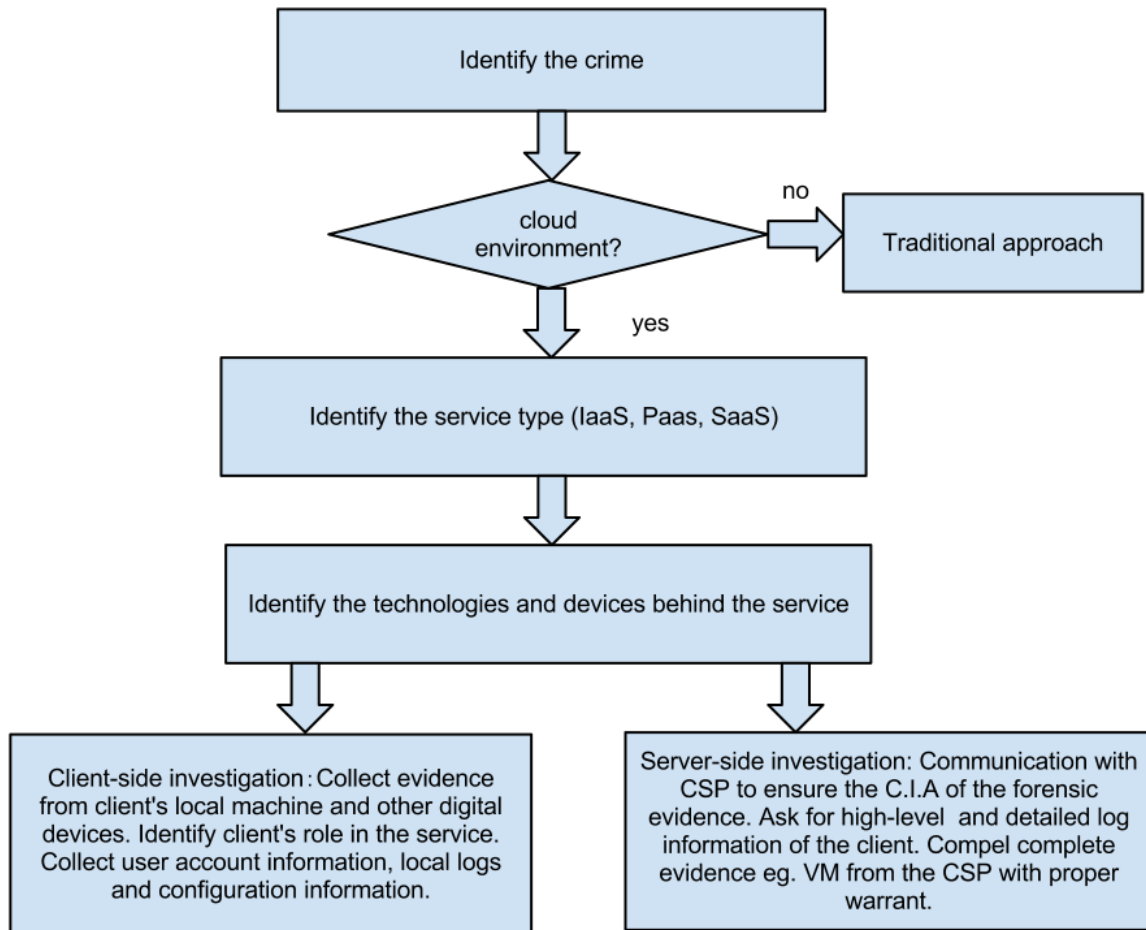 Identify the crime
cloud
environment?
no
Traditional approach
yes
Identify the service type (IaaS, Paas, SaaS)
Identify the technologies and devices behind the service
Client-side investigation: Collect evidence
from client's local machine and other digital
devices. Identify client's role in the service.
Collect user account information, local logs
and configuration information.
Server-side investigation: Communication with
CSP to ensure the C.I.A of the forensic
evidence. Ask for high-level and detailed log
information of the client. Compel complete
evidence eg. VM from the CSP with proper
warrant.